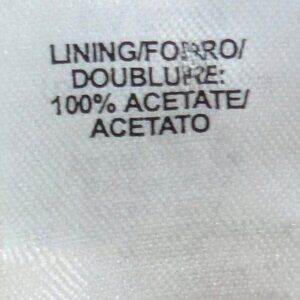 LINING/FORRO/
DOUBLURE:
100% ACETATE/
ACETATO